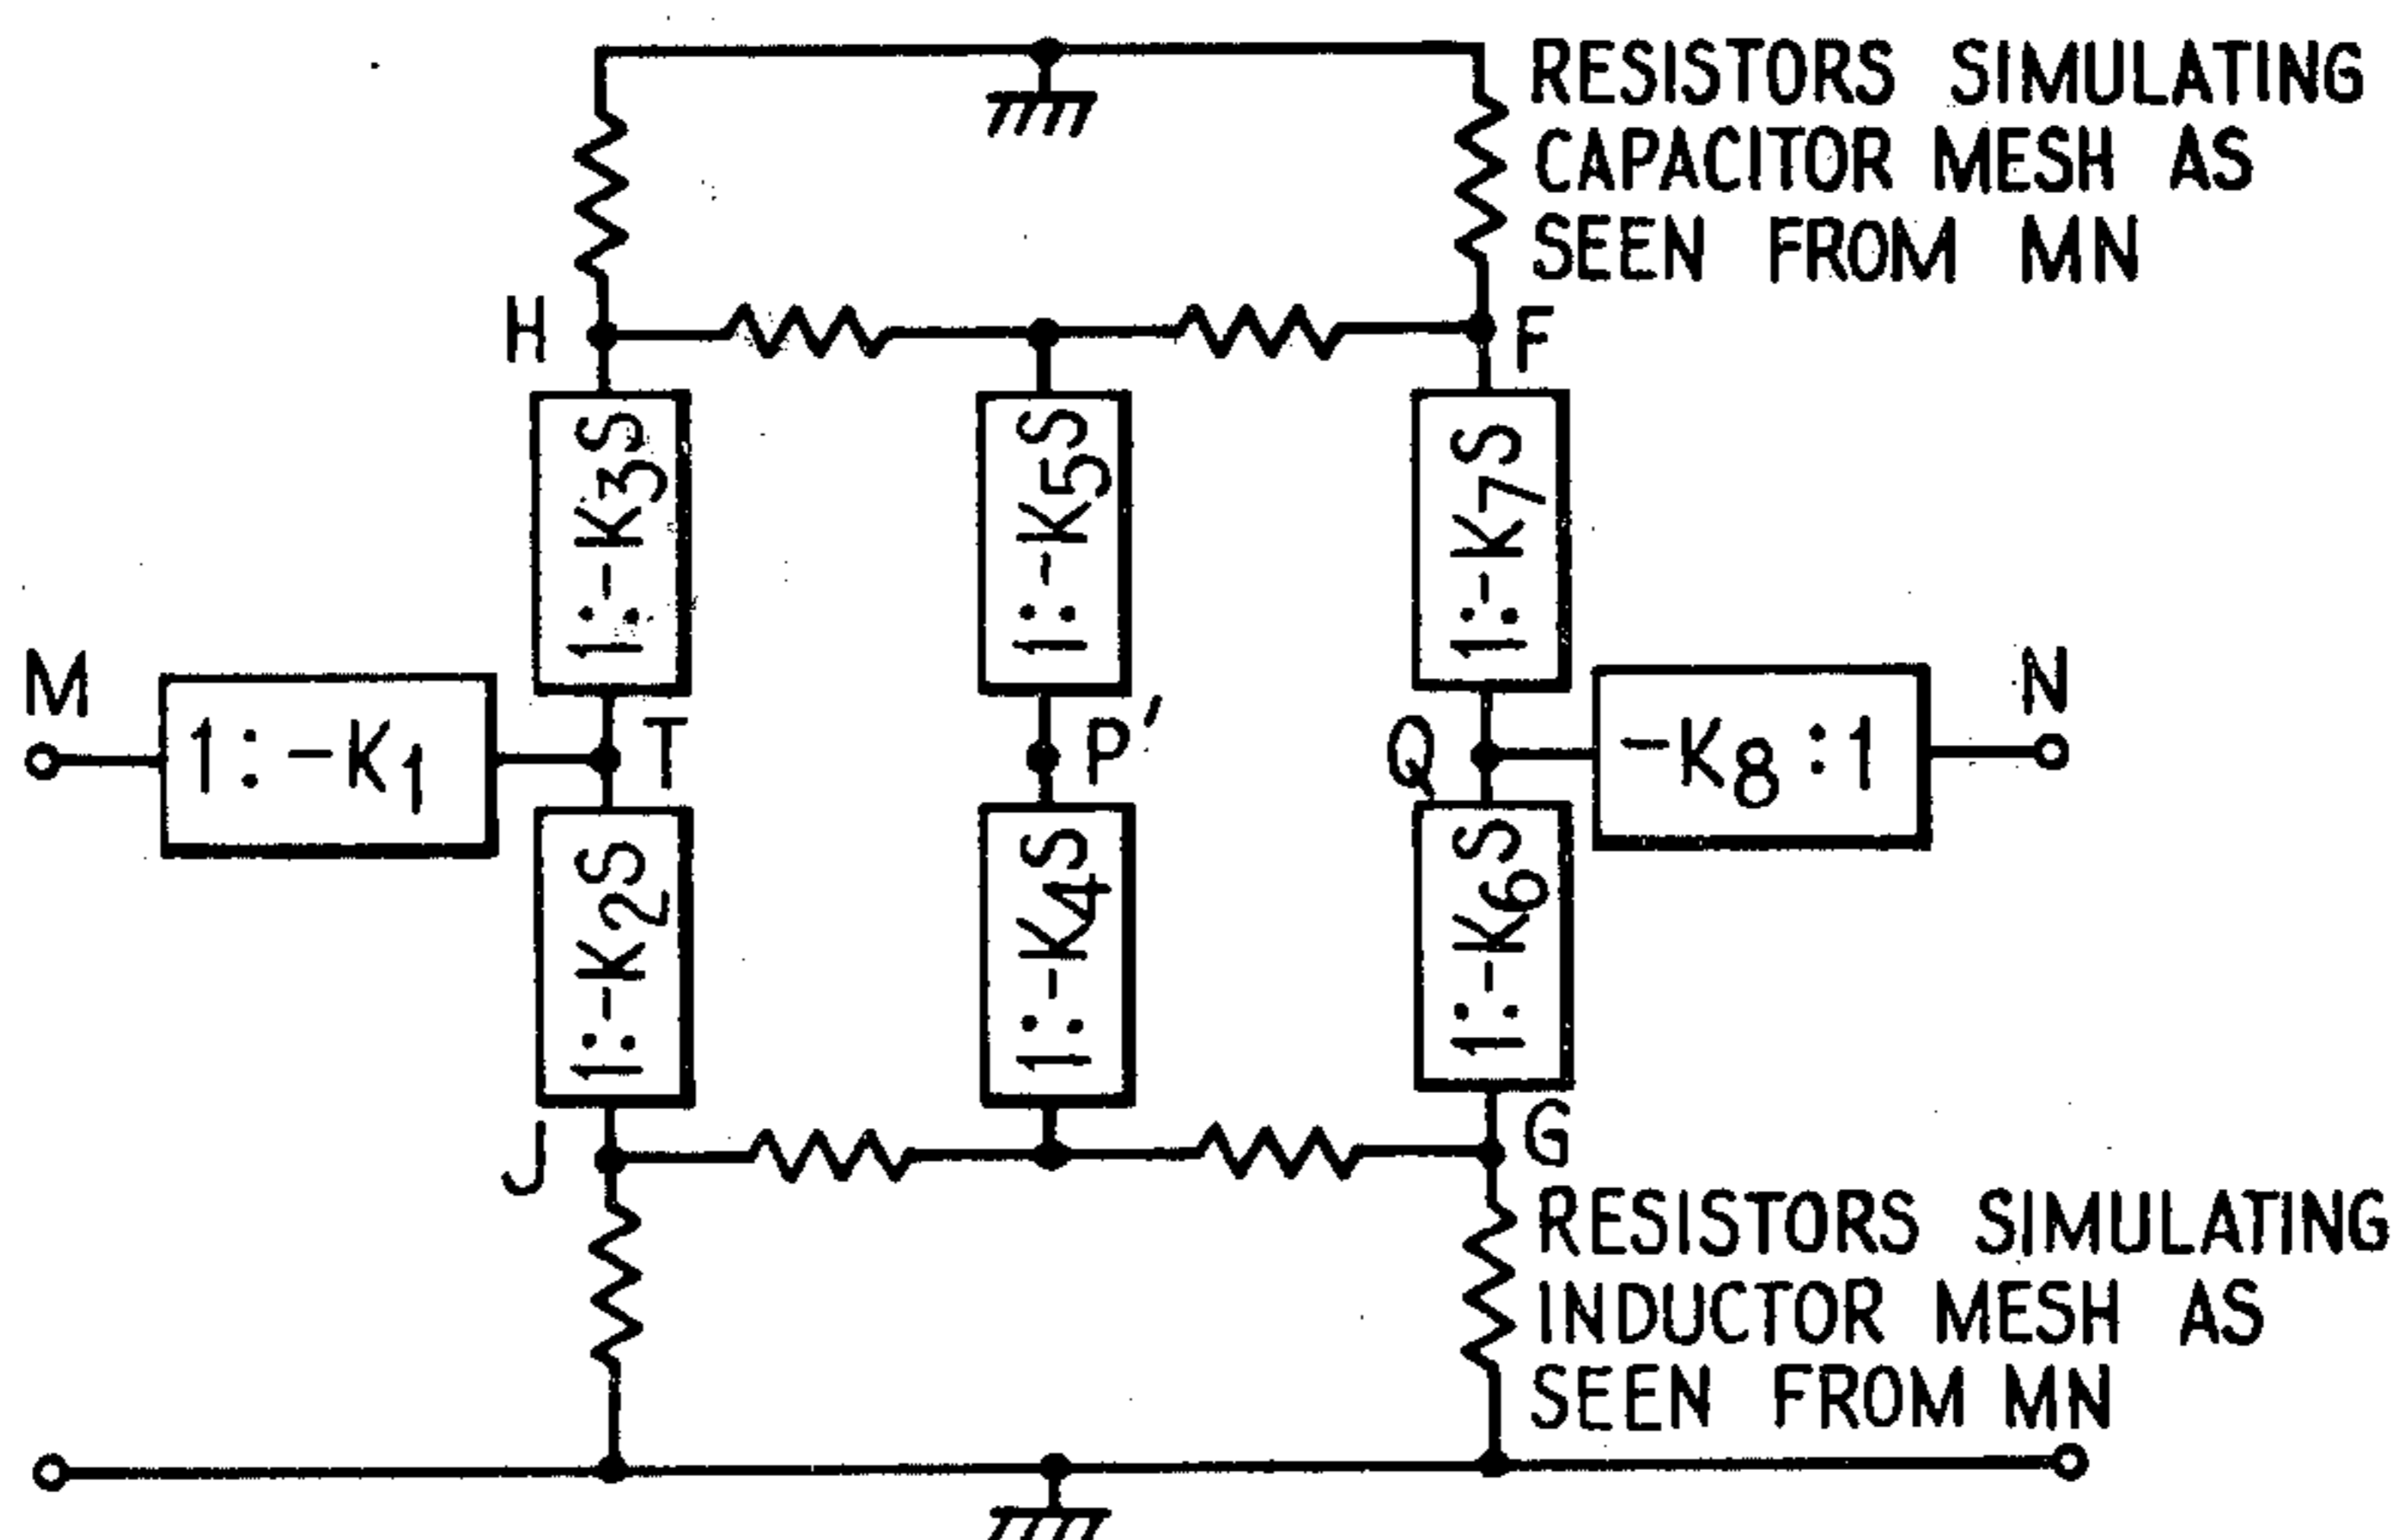 RESISTORS SIMULATING
CAPACITOR MESH AS
SEEN FROM MN
H
F
1:-K3S
1:-K5S
1:-K7S
M
N
1:-K1
T
P'
Q
-K8:1
1:-K2S
1:-K4S
1:-K6S
J
G
RESISTORS SIMULATING
INDUCTOR MESH AS
SEEN FROM MN